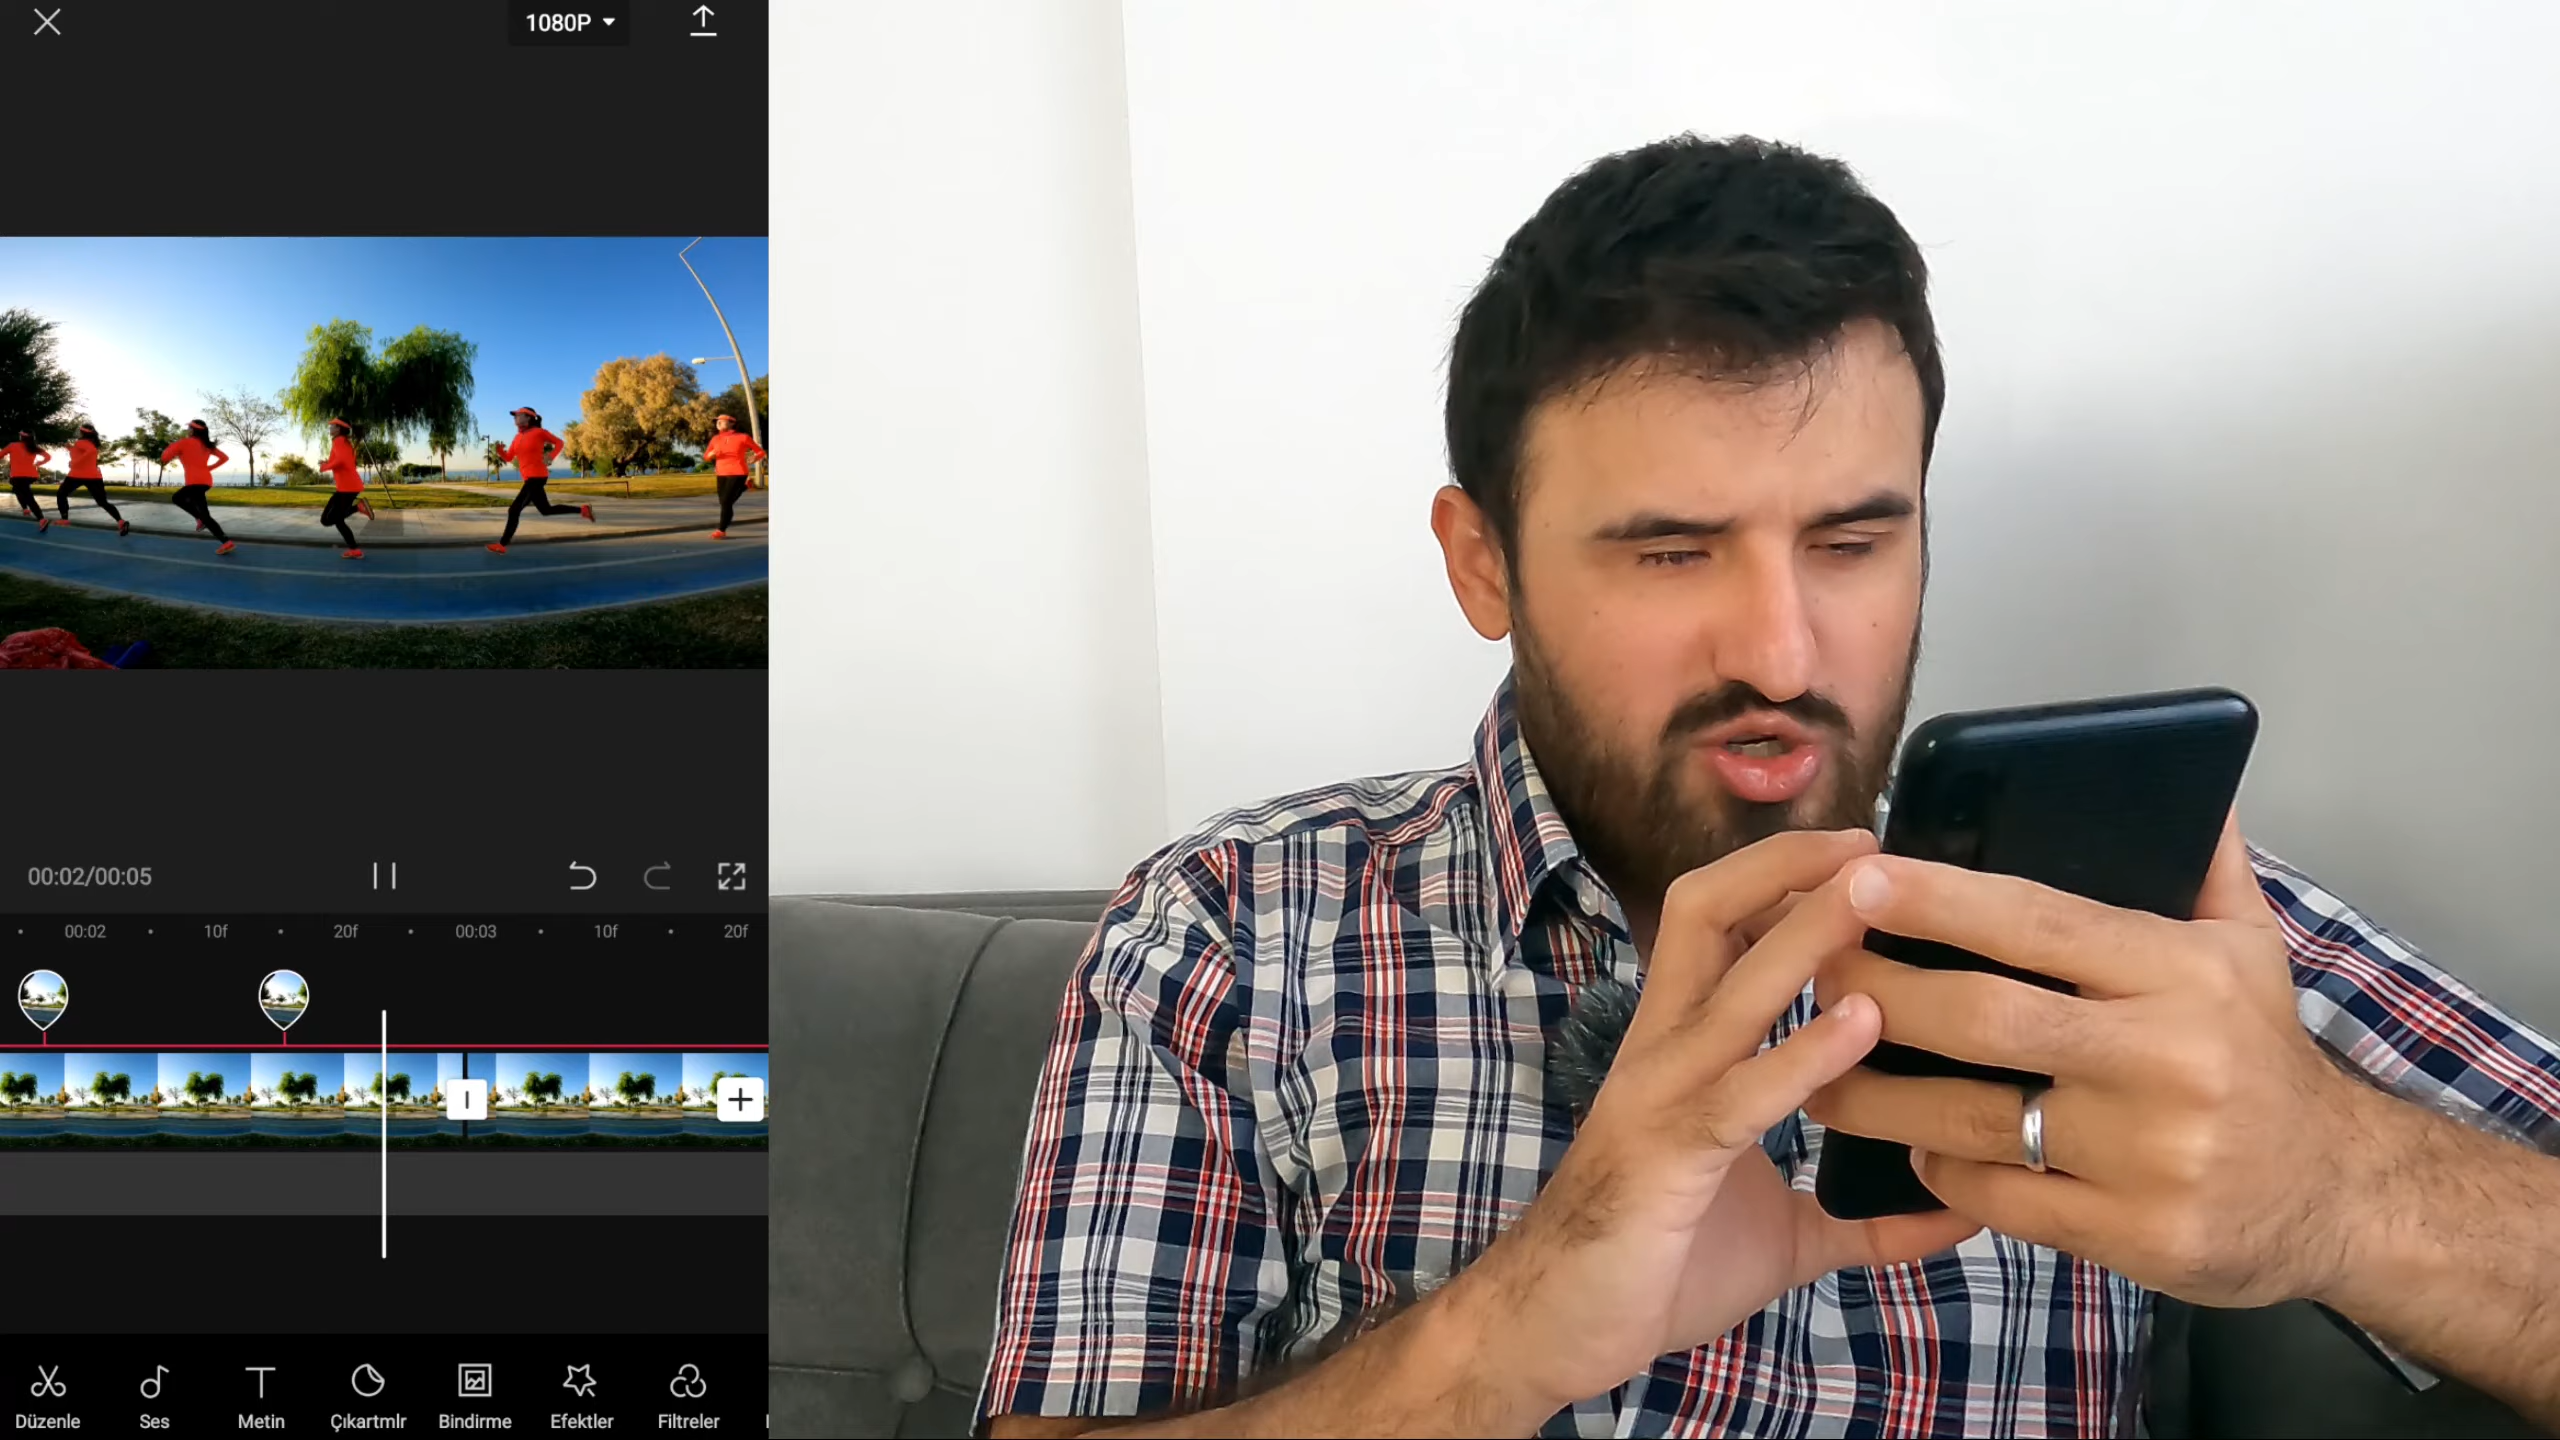 1080P
00:02/00:05
00:02 10f 20f 00:03 10f 20f
Düzenle Ses Metin Çıkartmlr Bindirme Efektler Filtreler